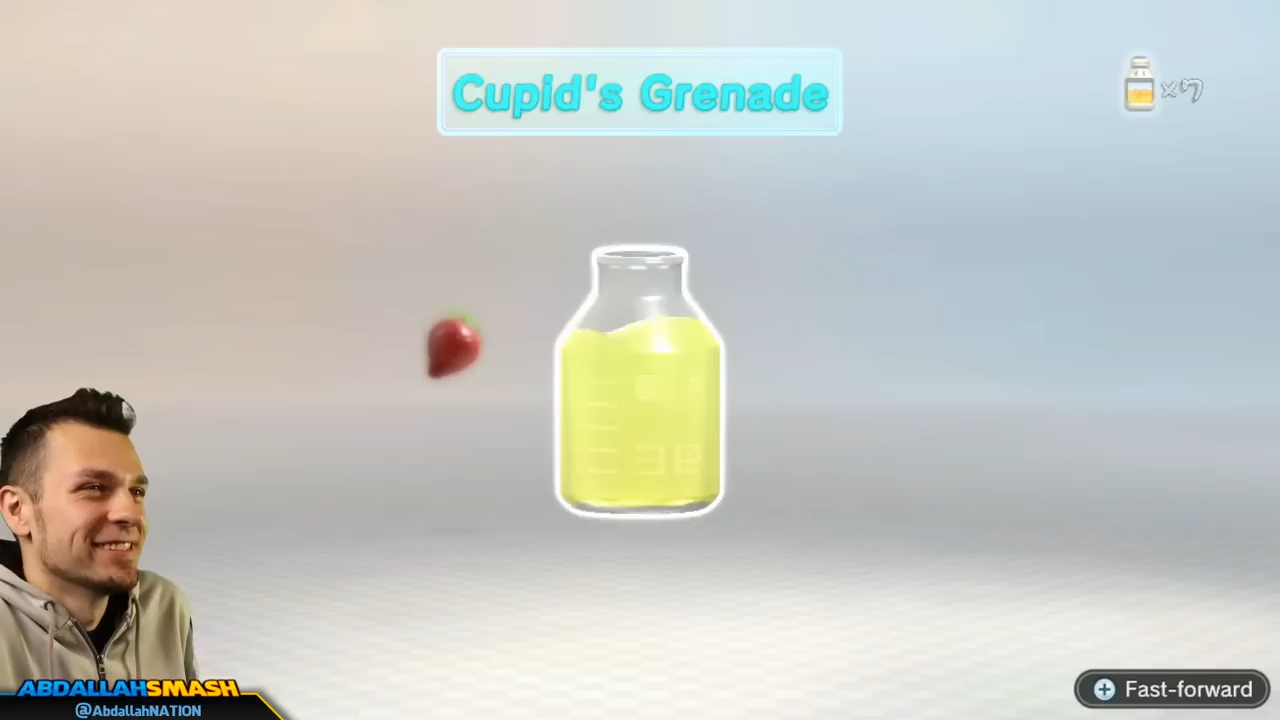 Cupid's Grenade
×7
Fast-forward
ABDALLAHSMASH
@AbdallahNATION